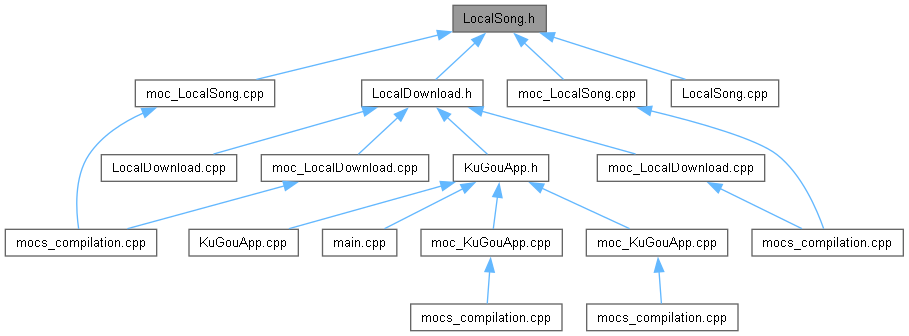 LocalSong.h
moc_LocalSong.cpp
LocalDownload.h
moc_LocalSong.cpp
LocalSong.cpp
LocalDownload.cpp
moc_LocalDownload.cpp
KuGouApp.h
moc_LocalDownload.cpp
mocs_compilation.cpp
KuGouApp.cpp
main.cpp
moc_KuGouApp.cpp
moc_KuGouApp.cpp
mocs_compilation.cpp
mocs_compilation.cpp
mocs_compilation.cpp